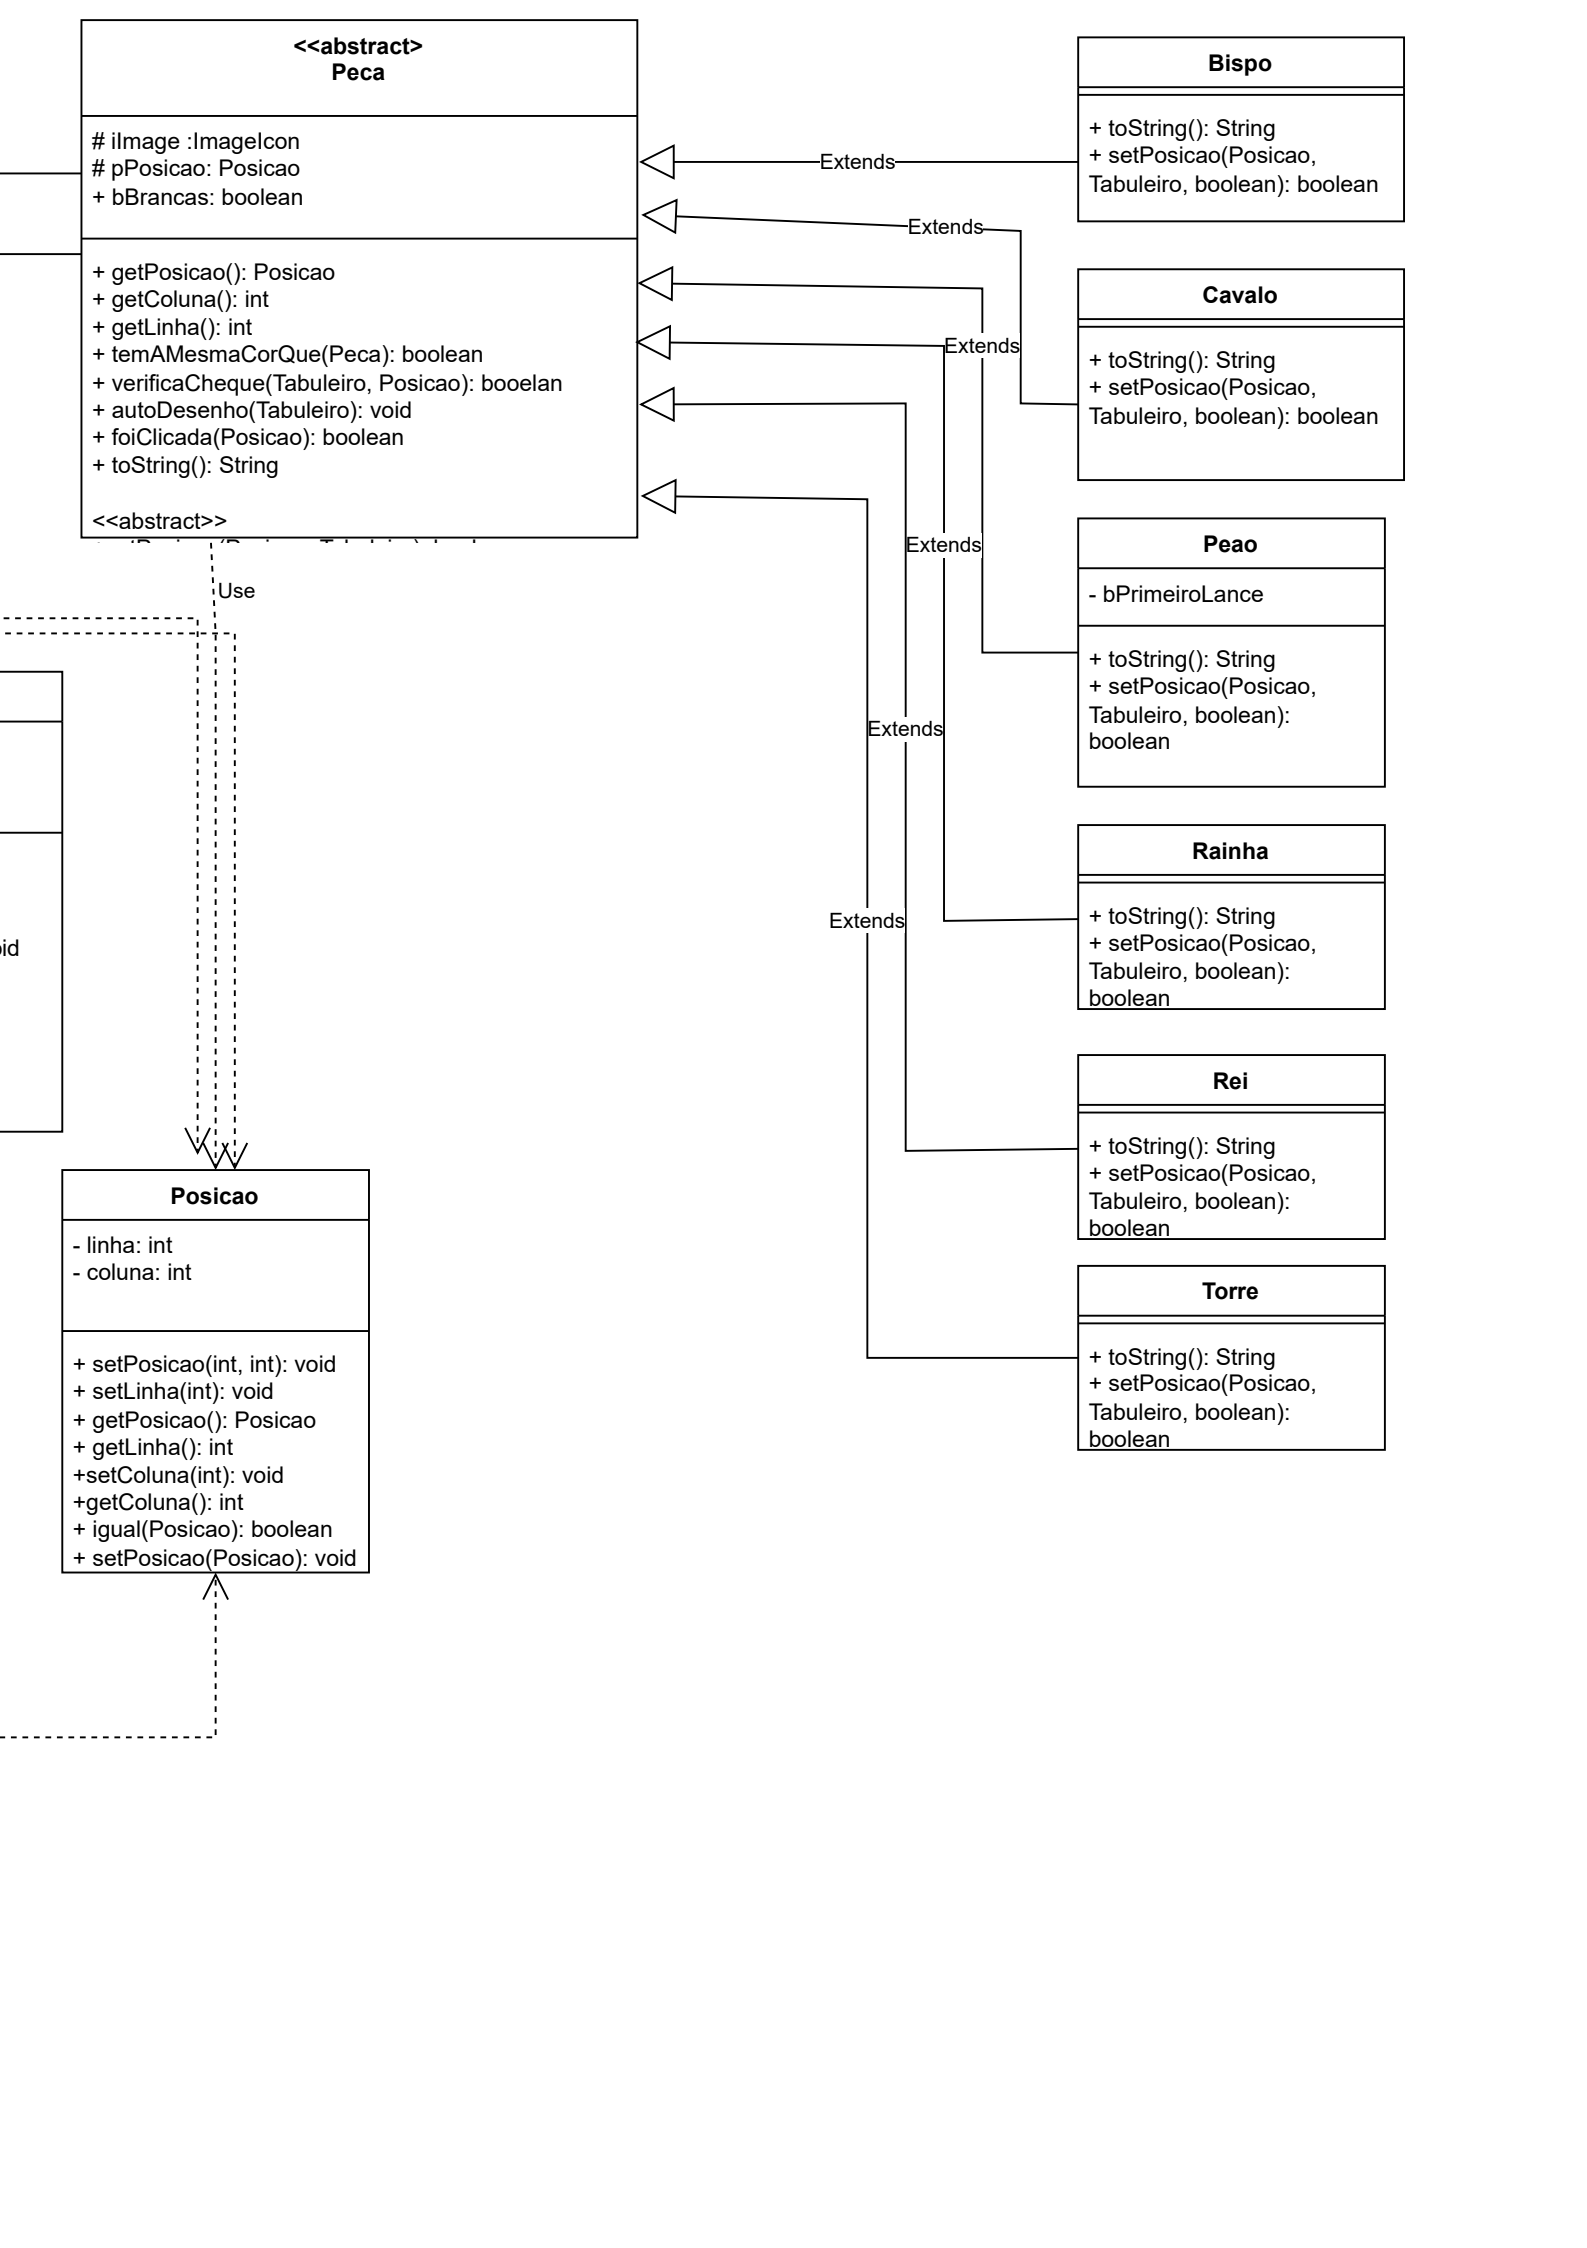 <<abstract>
Peca
# iImage :ImageIcon
# pPosicao: Posicao
+ bBrancas: boolean
+ getPosicao(): Posicao
+ getColuna(): int
+ getLinha(): int
+ temAMesmaCorQue(Peca): boolean
+ verificaCheque(Tabuleiro, Posicao): booelan
+ autoDesenho(Tabuleiro): void
+ foiClicada(Posicao): boolean
+ toString(): String
<<abstract>>
Use
Extends
Extends
Extends
Extends
Extends
Extends
Bispo
+ toString(): String
+ setPosicao(Posicao,
Tabuleiro, boolean): boolean
Cavalo
+ toString(): String
+ setPosicao(Posicao,
Tabuleiro, boolean): boolean
Peao
- bPrimeiroLance
+ toString(): String
+ setPosicao(Posicao,
Tabuleiro, boolean):
boolean
Rainha
+ toString(): String
+ setPosicao(Posicao,
Tabuleiro, boolean):
boolean
Rei
+ toString(): String
+ setPosicao(Posicao,
Tabuleiro, boolean):
boolean
Torre
+ toString(): String
+ setPosicao(Posicao,
Tabuleiro, boolean):
boolean
Posicao
- linha: int
- coluna: int
+ setPosicao(int, int): void
+ setLinha(int): void
+ getPosicao(): Posicao
+ getLinha(): int
+setColuna(int): void
+getColuna(): int
+ igual(Posicao): boolean
+ setPosicao(Posicao): void